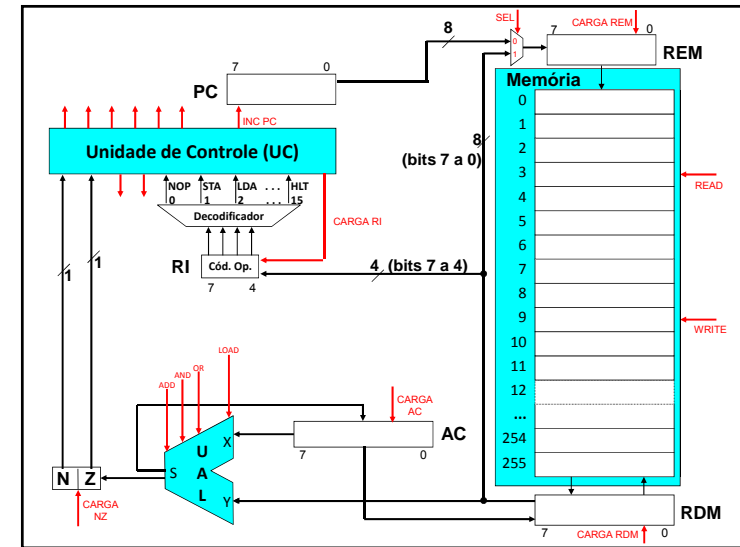 SEL
CARGA REM
8
7 0
0
1
REM
7 0
PC
Memória
0
1
2
3
4
5
6
7
8
9
10
11
12
...
254
255
INC PC
8
(bits 7 a 0)
Unidade de Controle (UC)
READ
NOP STA LDA . . . HLT
0 1 2 . . . 15
Decodificador
CARGA RI
1
1
RI
Cód. Op.
4 (bits 7 a 4)
7 4
WRITE
LOAD
OR
AND
ADD
CARGA
AC
X
AC
7 0
U
A
L
S
Y
N Z
CARGA
NZ
RDM
7 CARGA RDM 0